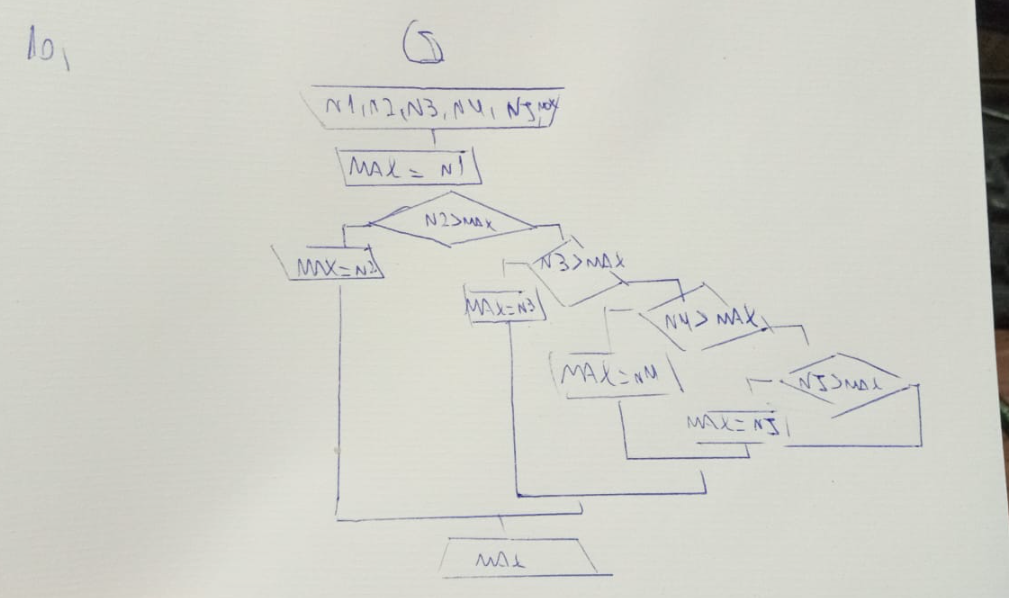 10,
5
N1, N2, N3, N4, N5, MAX
MAX = N1
N2>MAX
MAX=N2
N3>MAX
MAX=N3
N4>MAX
MAX=N4
N5>MAX
MAX=N5
MAX